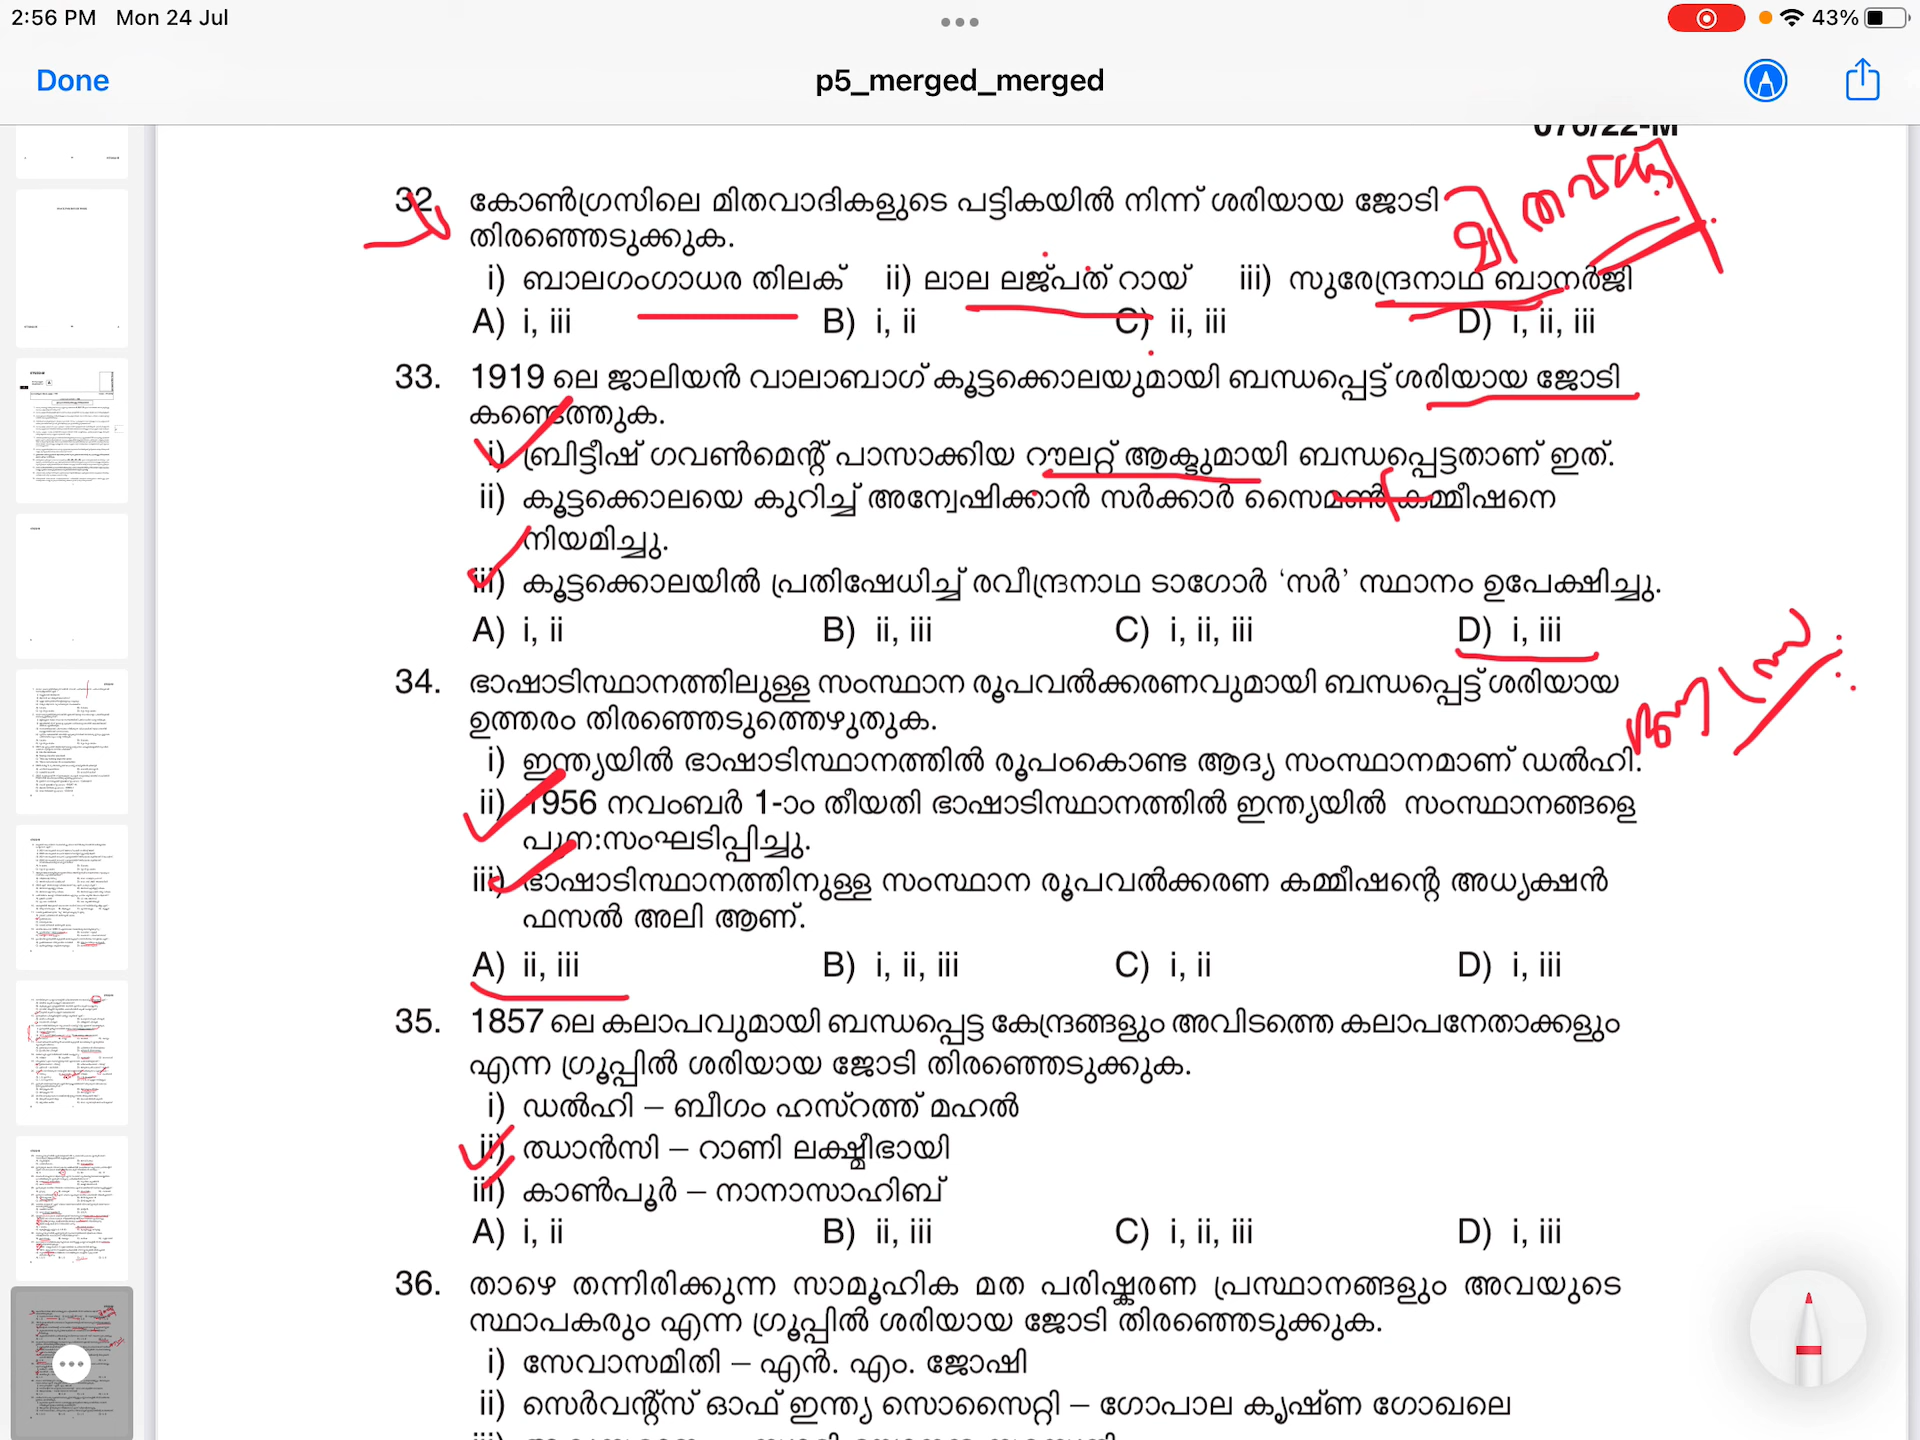 2:56 PM Mon 24 Jul
43%
Done
p5_merged_merged
076/22-M
മിതവാദി
32. കോൺഗ്രസിലെ മിതവാദികളുടെ പട്ടികയിൽ നിന്ന് ശരിയായ ജോടി
തിരഞ്ഞെടുക്കുക.
i) ബാലഗംഗാധര തിലക് ii) ലാല ലജ്പത് റായ് iii) സുരേന്ദ്രനാഥ ബാനർജി
A) i, iii B) i, ii C) ii, iii D) i, ii, iii
33. 1919 ലെ ജാലിയൻ വാലാബാഗ് കൂട്ടക്കൊലയുമായി ബന്ധപ്പെട്ട് ശരിയായ ജോടി
കണ്ടെത്തുക.
i) ബ്രിട്ടീഷ് ഗവൺമെന്റ് പാസാക്കിയ റൗലറ്റ് ആക്ടുമായി ബന്ധപ്പെട്ടതാണ് ഇത്.
ii) കൂട്ടക്കൊലയെ കുറിച്ച് അന്വേഷിക്കാൻ സർക്കാർ സൈമൺ കമ്മീഷനെ
നിയമിച്ചു.
iii) കൂട്ടക്കൊലയിൽ പ്രതിഷേധിച്ച് രവീന്ദ്രനാഥ ടാഗോർ ‘സർ’ സ്ഥാനം ഉപേക്ഷിച്ചു.
A) i, ii B) ii, iii C) i, ii, iii D) i, iii
34. ഭാഷാടിസ്ഥാനത്തിലുള്ള സംസ്ഥാന രൂപവൽക്കരണവുമായി ബന്ധപ്പെട്ട് ശരിയായ
ഉത്തരം തിരഞ്ഞെടുത്തെഴുതുക.
i) ഇന്ത്യയിൽ ഭാഷാടിസ്ഥാനത്തിൽ രൂപംകൊണ്ട ആദ്യ സംസ്ഥാനമാണ് ഡൽഹി.
ii) 1956 നവംബർ 1-ാം തീയതി ഭാഷാടിസ്ഥാനത്തിൽ ഇന്ത്യയിൽ സംസ്ഥാനങ്ങളെ
പുന:സംഘടിപ്പിച്ചു.
iii) ഭാഷാടിസ്ഥാനത്തിനുള്ള സംസ്ഥാന രൂപവൽക്കരണ കമ്മീഷന്റെ അധ്യക്ഷൻ
ഫസൽ അലി ആണ്.
A) ii, iii B) i, ii, iii C) i, ii D) i, iii
35. 1857 ലെ കലാപവുമായി ബന്ധപ്പെട്ട കേന്ദ്രങ്ങളും അവിടത്തെ കലാപനേതാക്കളും
എന്ന ഗ്രൂപ്പിൽ ശരിയായ ജോടി തിരഞ്ഞെടുക്കുക.
i) ഡൽഹി – ബീഗം ഹസ്റത്ത് മഹൽ
ii) ഝാൻസി – റാണി ലക്ഷ്മീഭായി
iii) കാൺപൂർ – നാനാസാഹിബ്
A) i, ii B) ii, iii C) i, ii, iii D) i, iii
36. താഴെ തന്നിരിക്കുന്ന സാമൂഹിക മത പരിഷ്കരണ പ്രസ്ഥാനങ്ങളും അവയുടെ
സ്ഥാപകരും എന്ന ഗ്രൂപ്പിൽ ശരിയായ ജോടി തിരഞ്ഞെടുക്കുക.
i) സേവാസമിതി – എൻ. എം. ജോഷി
ii) സെർവന്റ്സ് ഓഫ് ഇന്ത്യ സൊസൈറ്റി – ഗോപാല കൃഷ്ണ ഗോഖലെ